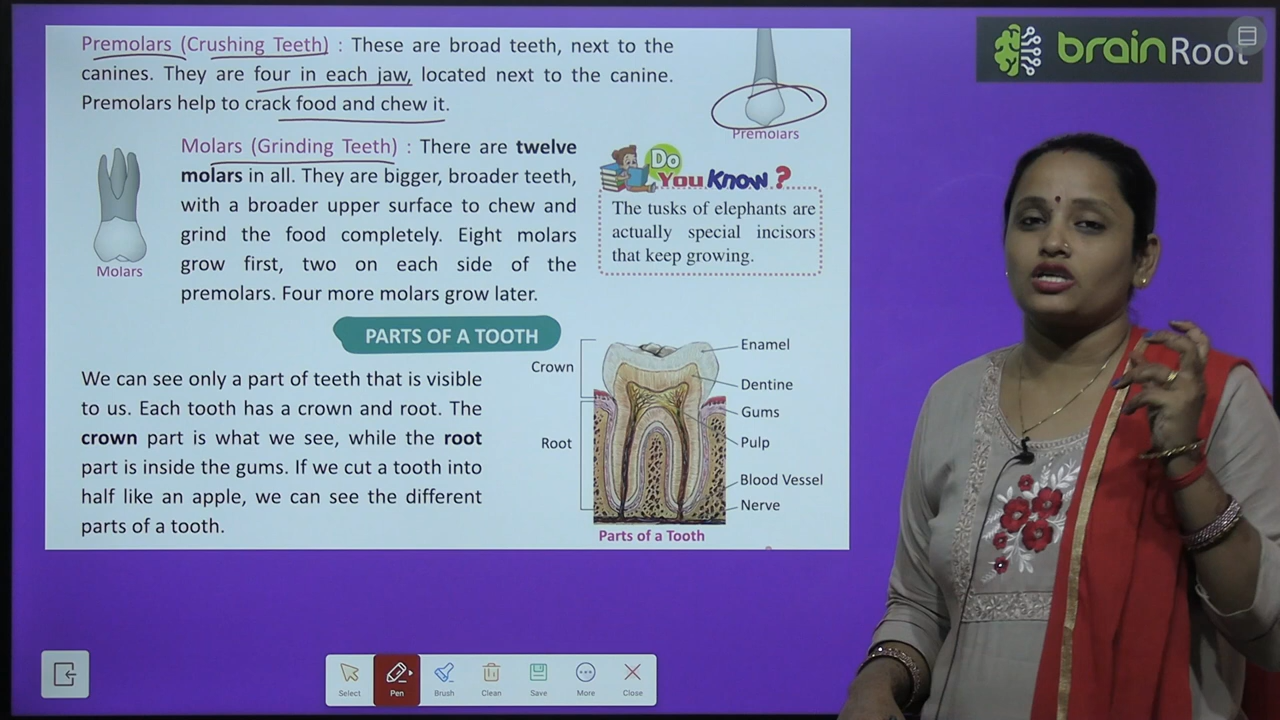 Premolars (Crushing Teeth) : These are broad teeth, next to the
canines. They are four in each jaw, located next to the canine.
Premolars help to crack food and chew it.
Premolars
Molars (Grinding Teeth) : There are twelve
molars in all. They are bigger, broader teeth,
with a broader upper surface to chew and
grind the food completely. Eight molars
grow first, two on each side of the
premolars. Four more molars grow later.
Molars
Do
You Know ?
The tusks of elephants are
actually special incisors
that keep growing.
PARTS OF A TOOTH
We can see only a part of teeth that is visible
to us. Each tooth has a crown and root. The
crown part is what we see, while the root
part is inside the gums. If we cut a tooth into
half like an apple, we can see the different
parts of a tooth.
Crown
Root
Enamel
Dentine
Gums
Pulp
Blood Vessel
Nerve
Parts of a Tooth
brainRoot
Select
Pen
Brush
Clean
Save
More
Close